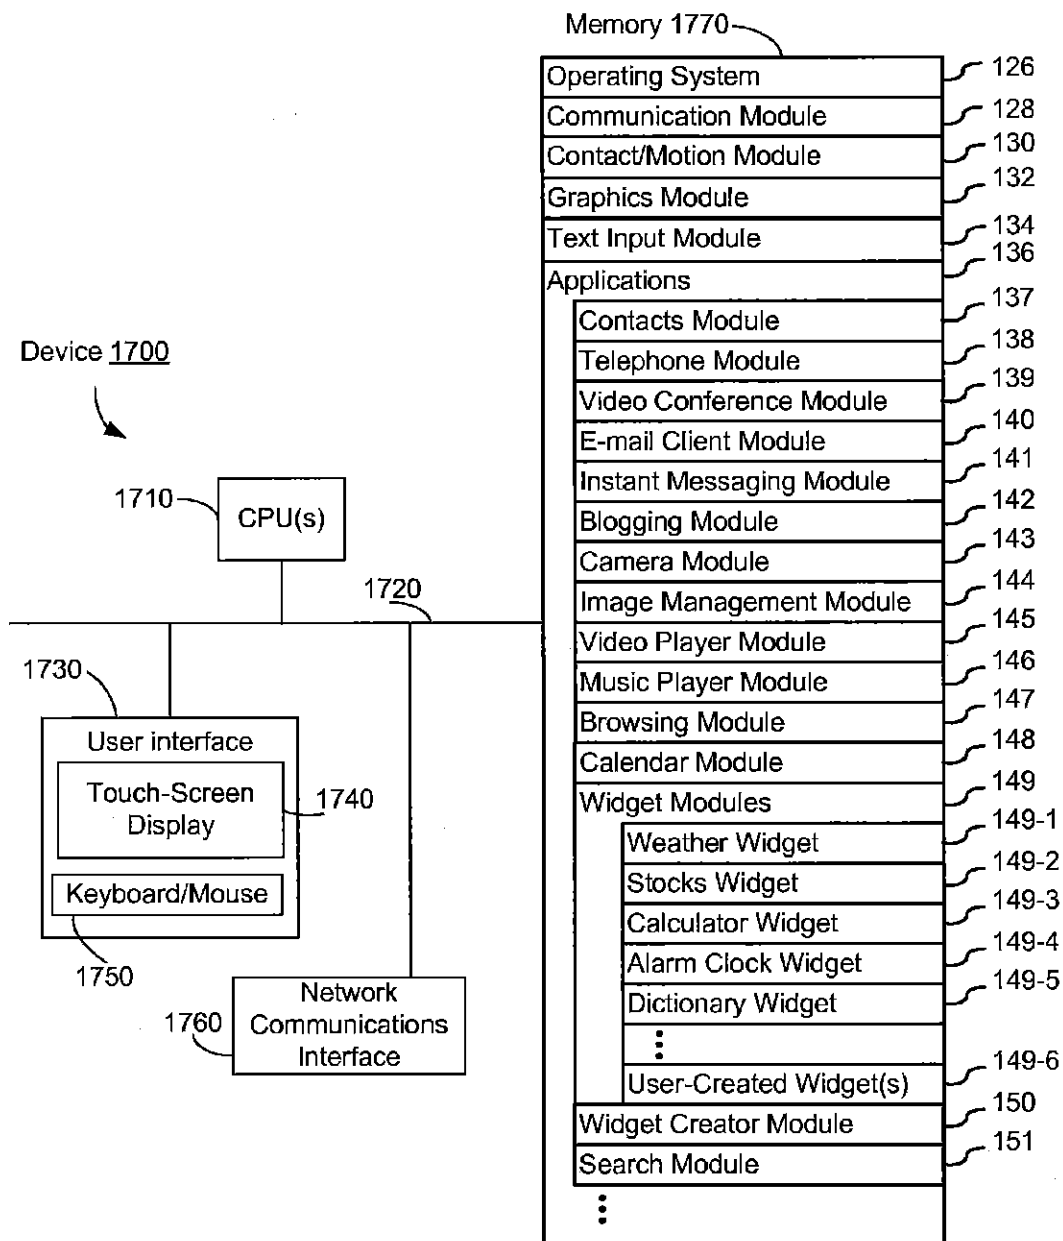 Memory 1770
Operating System 126
Communication Module 128
Contact/Motion Module 130
Graphics Module 132
Text Input Module 134
Applications 136
Contacts Module 137
Telephone Module 138
Video Conference Module 139
E-mail Client Module 140
Instant Messaging Module 141
Blogging Module 142
Camera Module 143
Image Management Module 144
Video Player Module 145
Music Player Module 146
Browsing Module 147
Calendar Module 148
Widget Modules 149
Weather Widget 149-1
Stocks Widget 149-2
Calculator Widget 149-3
Alarm Clock Widget 149-4
Dictionary Widget 149-5
User-Created Widget(s) 149-6
Widget Creator Module 150
Search Module 151
Device 1700
1710
CPU(s)
1720
1730
User interface
Touch-Screen
Display
1740
Keyboard/Mouse
1750
1760
Network
Communications
Interface